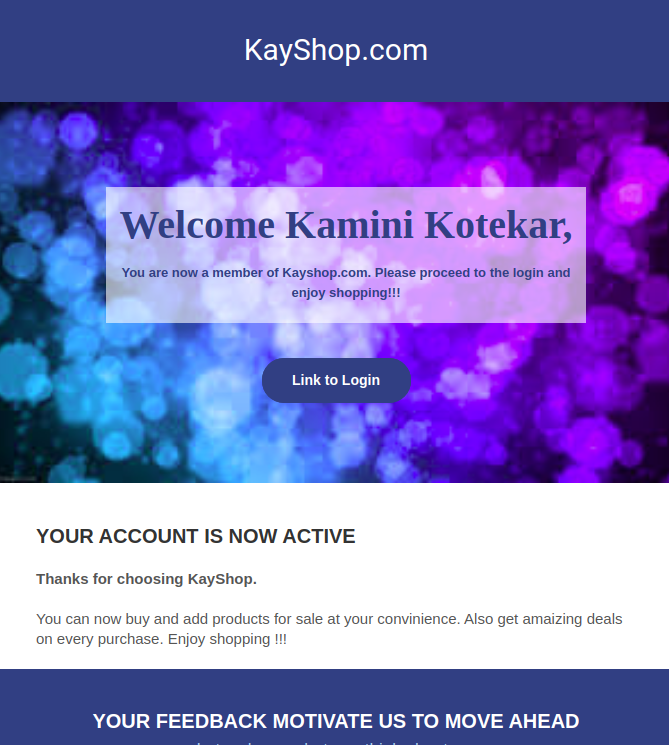 KayShop.com
Welcome Kamini Kotekar,
You are now a member of Kayshop.com. Please proceed to the login and
enjoy shopping!!!
Link to Login
YOUR ACCOUNT IS NOW ACTIVE
Thanks for choosing KayShop.
You can now buy and add products for sale at your convinience. Also get amaizing deals
on every purchase. Enjoy shopping !!!
YOUR FEEDBACK MOTIVATE US TO MOVE AHEAD